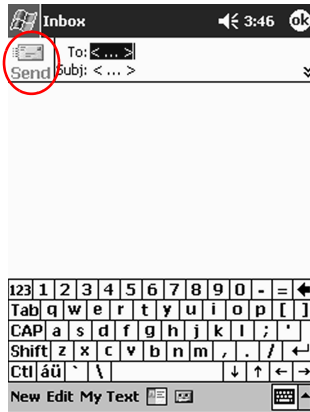 Inbox 3:46 ok
To: < ... >
Send Subj: < ... >
123 1 2 3 4 5 6 7 8 9 0 - =
Tab q w e r t y u i o p [ ]
CAP a s d f g h j k l ; '
Shift z x c v b n m , . /
Ctl áü ` \
New Edit My Text